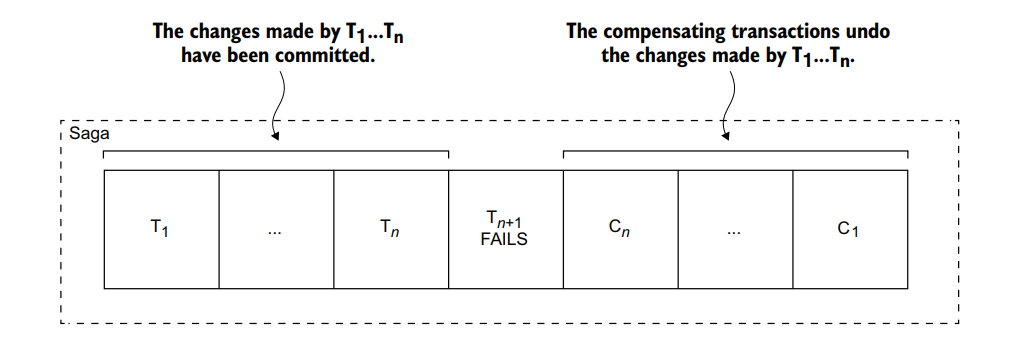 The changes made by T1...Tn
have been committed.
The compensating transactions undo
the changes made by T1...Tn.
Saga
T1
...
Tn
Tn+1
FAILS
Cn
...
C1